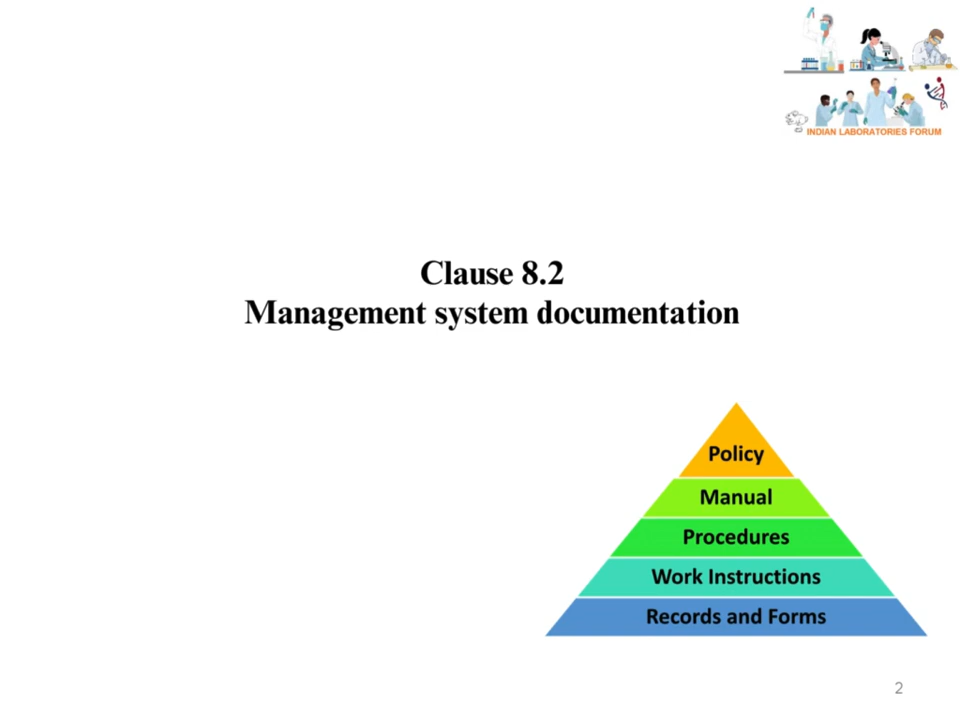 INDIAN LABORATORIES FORUM
Clause 8.2
Management system documentation
Policy
Manual
Procedures
Work Instructions
Records and Forms
2